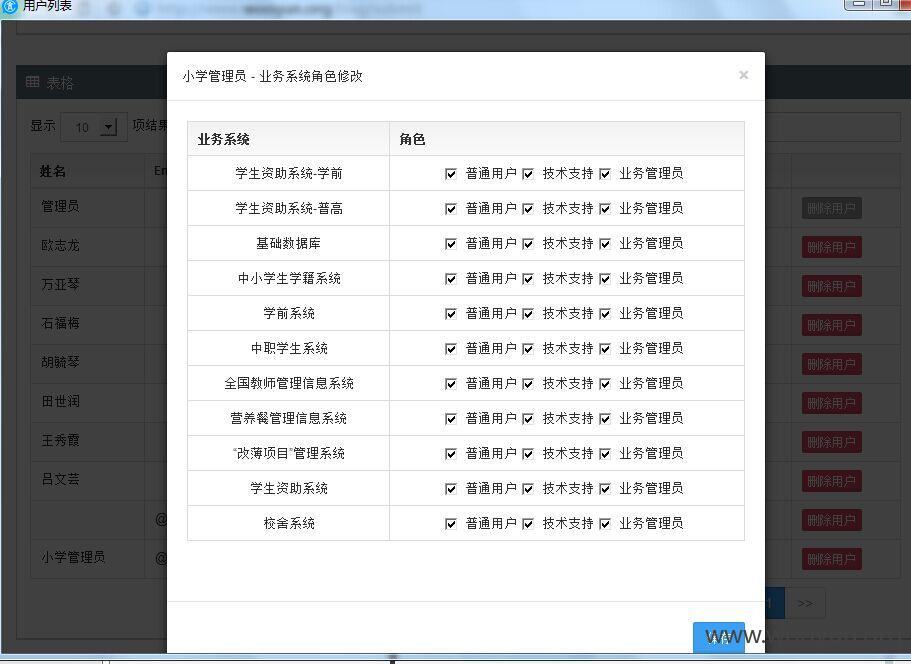 用户列表
小学管理员 - 业务系统角色修改
×
业务系统 角色
学生资助系统-学前 普通用户 技术支持 业务管理员
学生资助系统-普高 普通用户 技术支持 业务管理员
基础数据库 普通用户 技术支持 业务管理员
中小学生学籍系统 普通用户 技术支持 业务管理员
学前系统 普通用户 技术支持 业务管理员
中职学生系统 普通用户 技术支持 业务管理员
全国教师管理信息系统 普通用户 技术支持 业务管理员
营养餐管理信息系统 普通用户 技术支持 业务管理员
“改薄项目”管理系统 普通用户 技术支持 业务管理员
学生资助系统 普通用户 技术支持 业务管理员
校舍系统 普通用户 技术支持 业务管理员
表格
显示 10 项结果
姓名
管理员 删除用户
欧志龙 删除用户
万亚琴 删除用户
石福梅 删除用户
胡毓琴 删除用户
田世润 删除用户
王秀霞 删除用户
吕文芸 删除用户
@ 删除用户
小学管理员 @ 删除用户
1 >>
www.